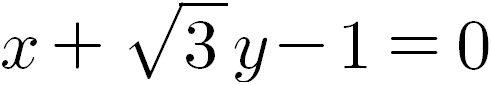 x + √3 y − 1 = 0